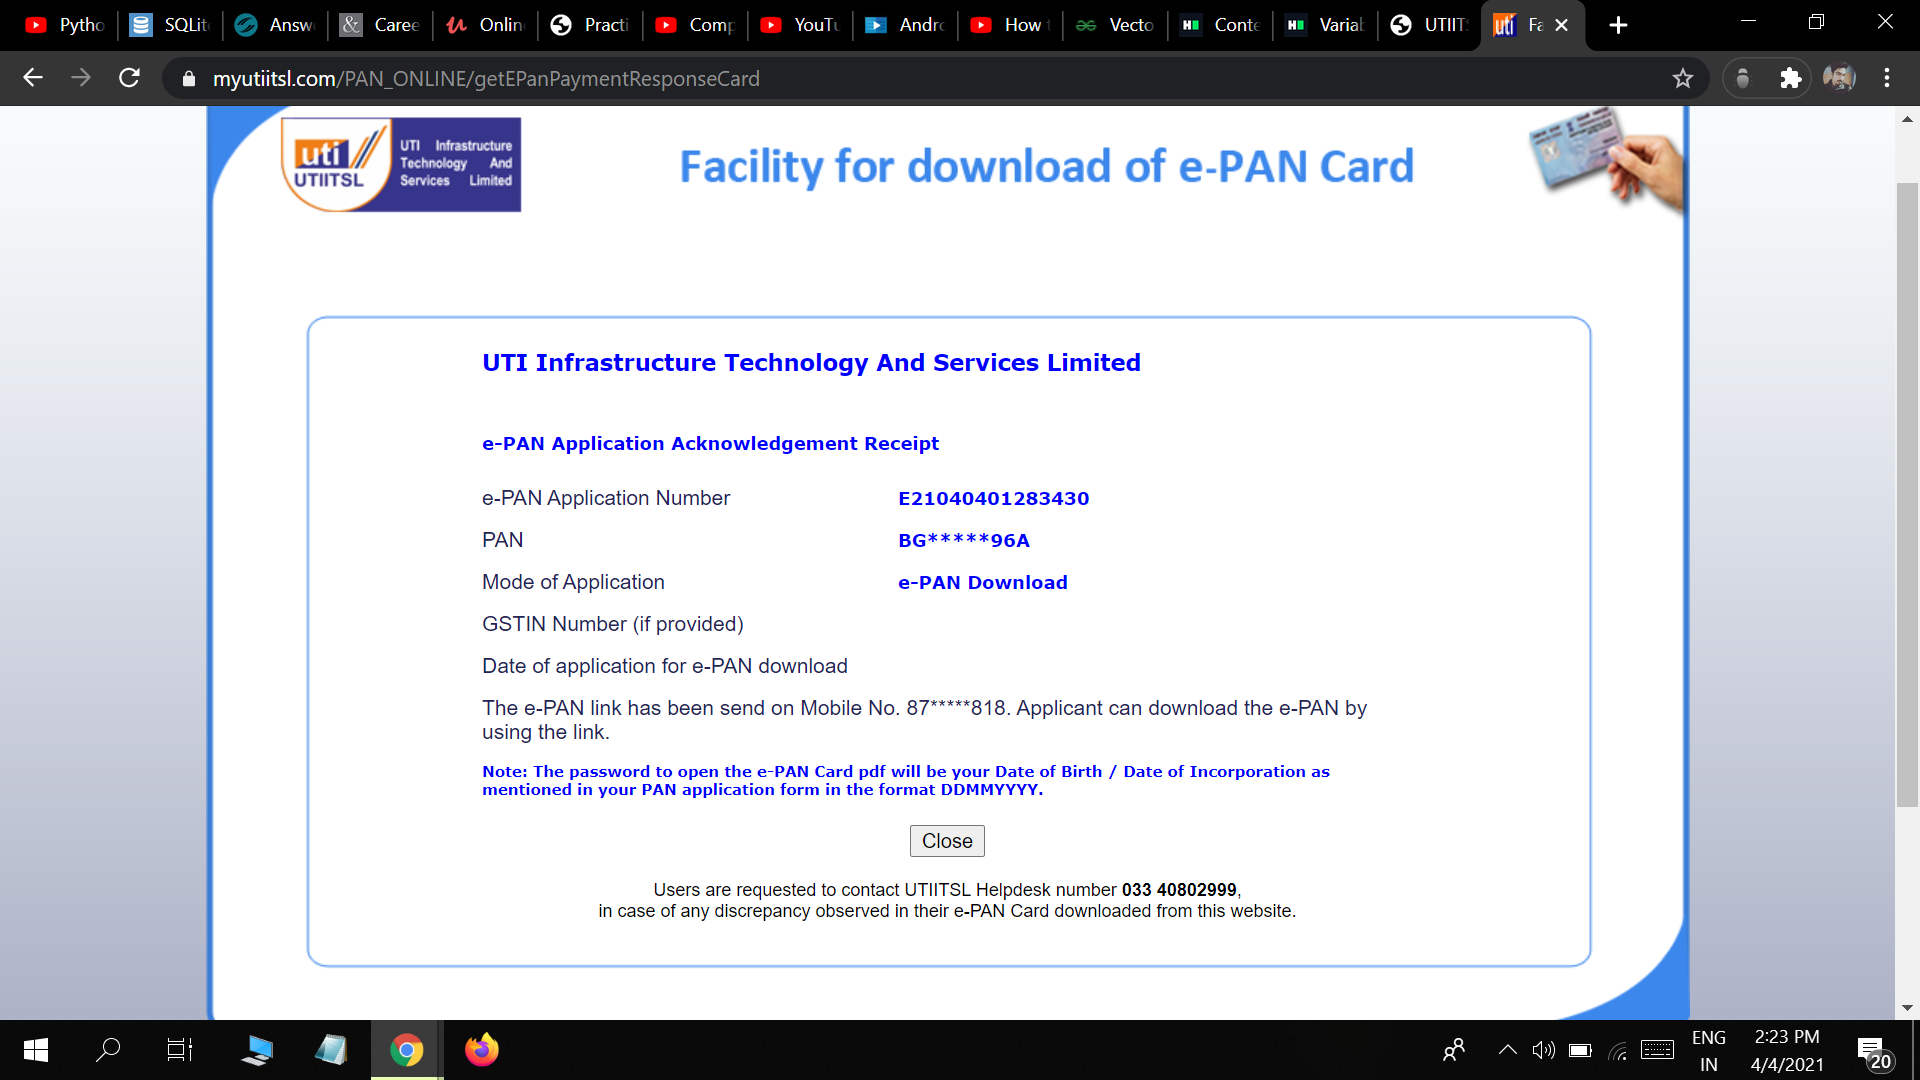 Pytho
SQLit
Answ
Caree
Onlin
Practi
Comp
YouTu
Andro
How t
Vecto
Conte
Variab
UTIITS
Fa
myutiitsl.com/PAN_ONLINE/getEPanPaymentResponseCard
uti
UTIITSL
UTI Infrastructure
Technology And
Services Limited
Facility for download of e-PAN Card
UTI Infrastructure Technology And Services Limited
e-PAN Application Acknowledgement Receipt
e-PAN Application Number E21040401283430
PAN BG*****96A
Mode of Application e-PAN Download
GSTIN Number (if provided)
Date of application for e-PAN download
The e-PAN link has been send on Mobile No. 87*****818. Applicant can download the e-PAN by
using the link.
Note: The password to open the e-PAN Card pdf will be your Date of Birth / Date of Incorporation as
mentioned in your PAN application form in the format DDMMYYYY.
Close
Users are requested to contact UTIITSL Helpdesk number 033 40802999,
in case of any discrepancy observed in their e-PAN Card downloaded from this website.
ENG
IN
2:23 PM
4/4/2021
20